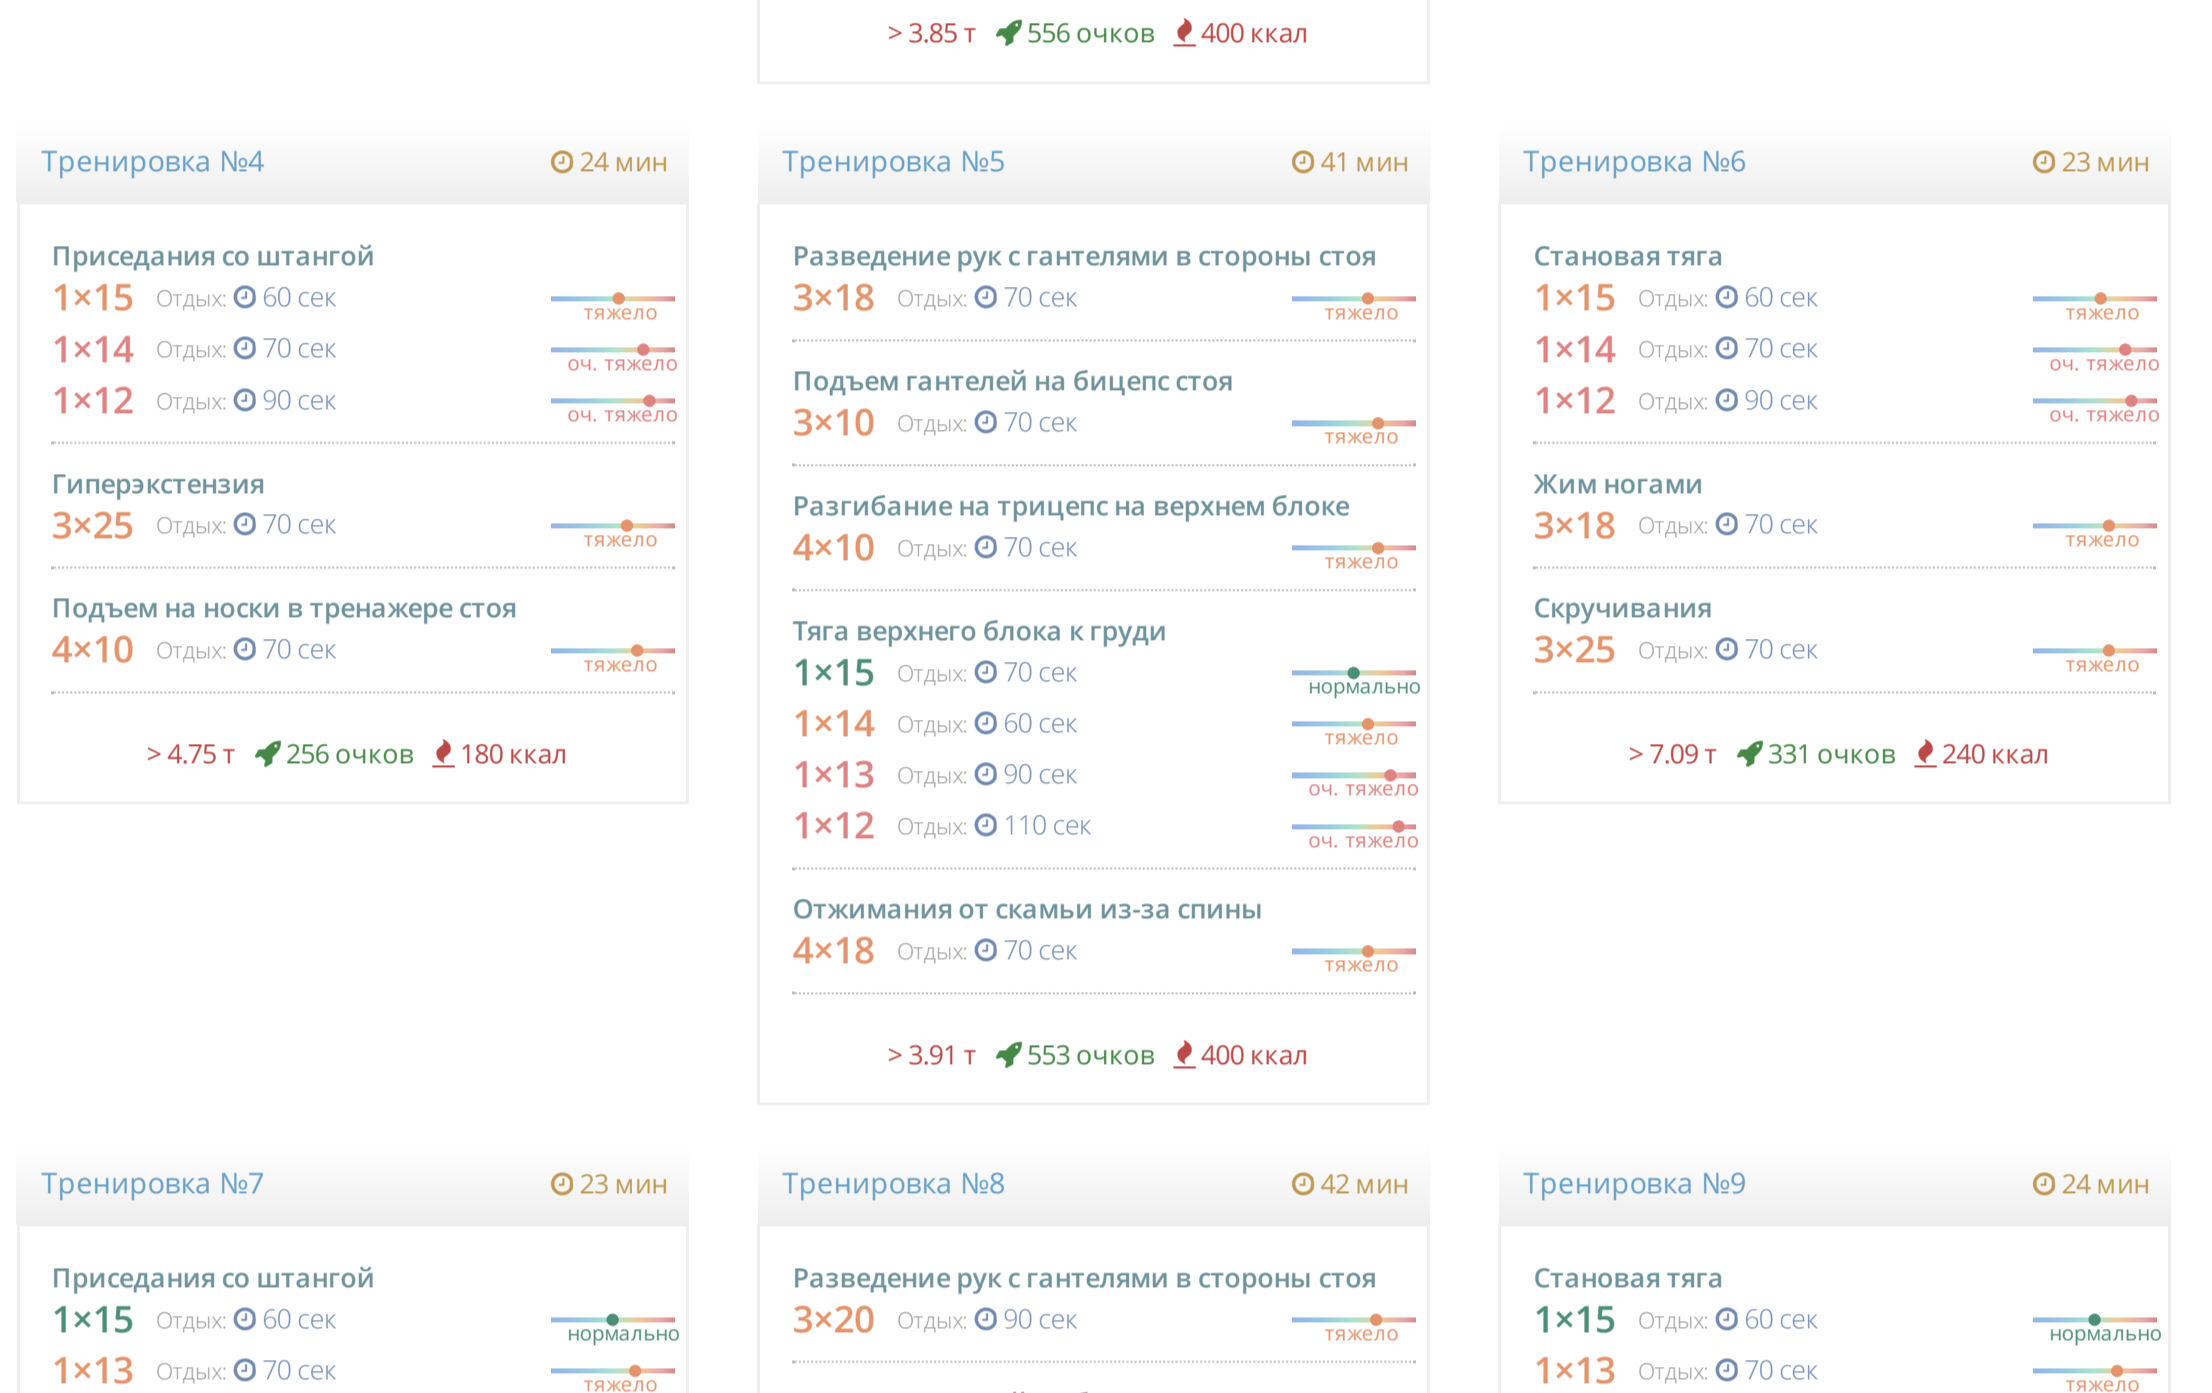 > 3.85 т 556 очков 400 ккал
Тренировка №4 24 мин
Приседания со штангой
1×15 Отдых: 60 сек тяжело
1×14 Отдых: 70 сек оч. тяжело
1×12 Отдых: 90 сек оч. тяжело
Гиперэкстензия
3×25 Отдых: 70 сек тяжело
Подъем на носки в тренажере стоя
4×10 Отдых: 70 сек тяжело
> 4.75 т 256 очков 180 ккал
Тренировка №5 41 мин
Разведение рук с гантелями в стороны стоя
3×18 Отдых: 70 сек тяжело
Подъем гантелей на бицепс стоя
3×10 Отдых: 70 сек тяжело
Разгибание на трицепс на верхнем блоке
4×10 Отдых: 70 сек тяжело
Тяга верхнего блока к груди
1×15 Отдых: 70 сек нормально
1×14 Отдых: 60 сек тяжело
1×13 Отдых: 90 сек оч. тяжело
1×12 Отдых: 110 сек оч. тяжело
Отжимания от скамьи из-за спины
4×18 Отдых: 70 сек тяжело
> 3.91 т 553 очков 400 ккал
Тренировка №6 23 мин
Становая тяга
1×15 Отдых: 60 сек тяжело
1×14 Отдых: 70 сек оч. тяжело
1×12 Отдых: 90 сек оч. тяжело
Жим ногами
3×18 Отдых: 70 сек тяжело
Скручивания
3×25 Отдых: 70 сек тяжело
> 7.09 т 331 очков 240 ккал
Тренировка №7 23 мин
Приседания со штангой
1×15 Отдых: 60 сек нормально
1×13 Отдых: 70 сек тяжело
Тренировка №8 42 мин
Разведение рук с гантелями в стороны стоя
3×20 Отдых: 90 сек тяжело
Тренировка №9 24 мин
Становая тяга
1×15 Отдых: 60 сек нормально
1×13 Отдых: 70 сек тяжело